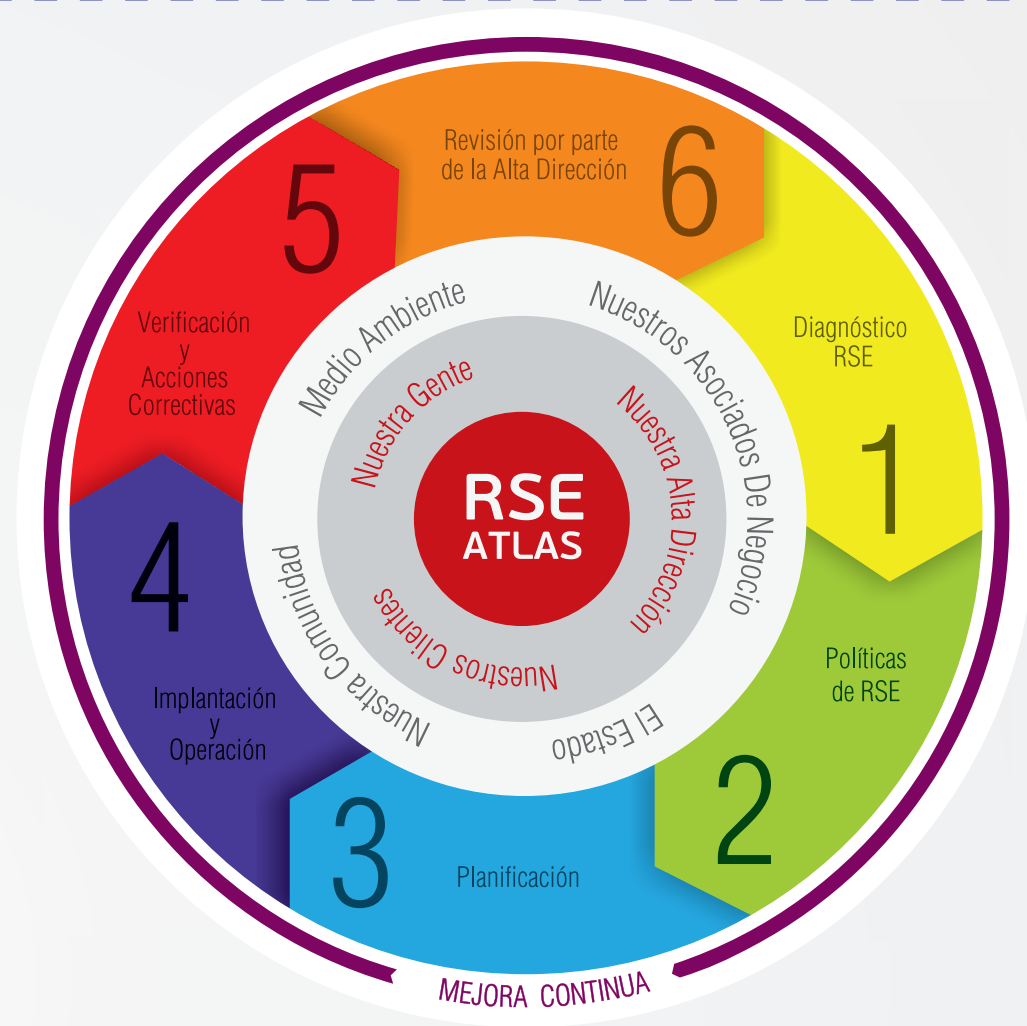 Revisión por parte
de la Alta Dirección
6
Diagnóstico
RSE
1
Políticas
de RSE
2
Planificación
3
Implantación
y
Operación
4
Verificación
y
Acciones
Correctivas
5
Medio Ambiente
Nuestros Asociados De Negocio
El Estado
Nuestra Comunidad
Nuestra Gente
Nuestra Alta Dirección
Nuestros Clientes
RSE
ATLAS
MEJORA CONTINUA